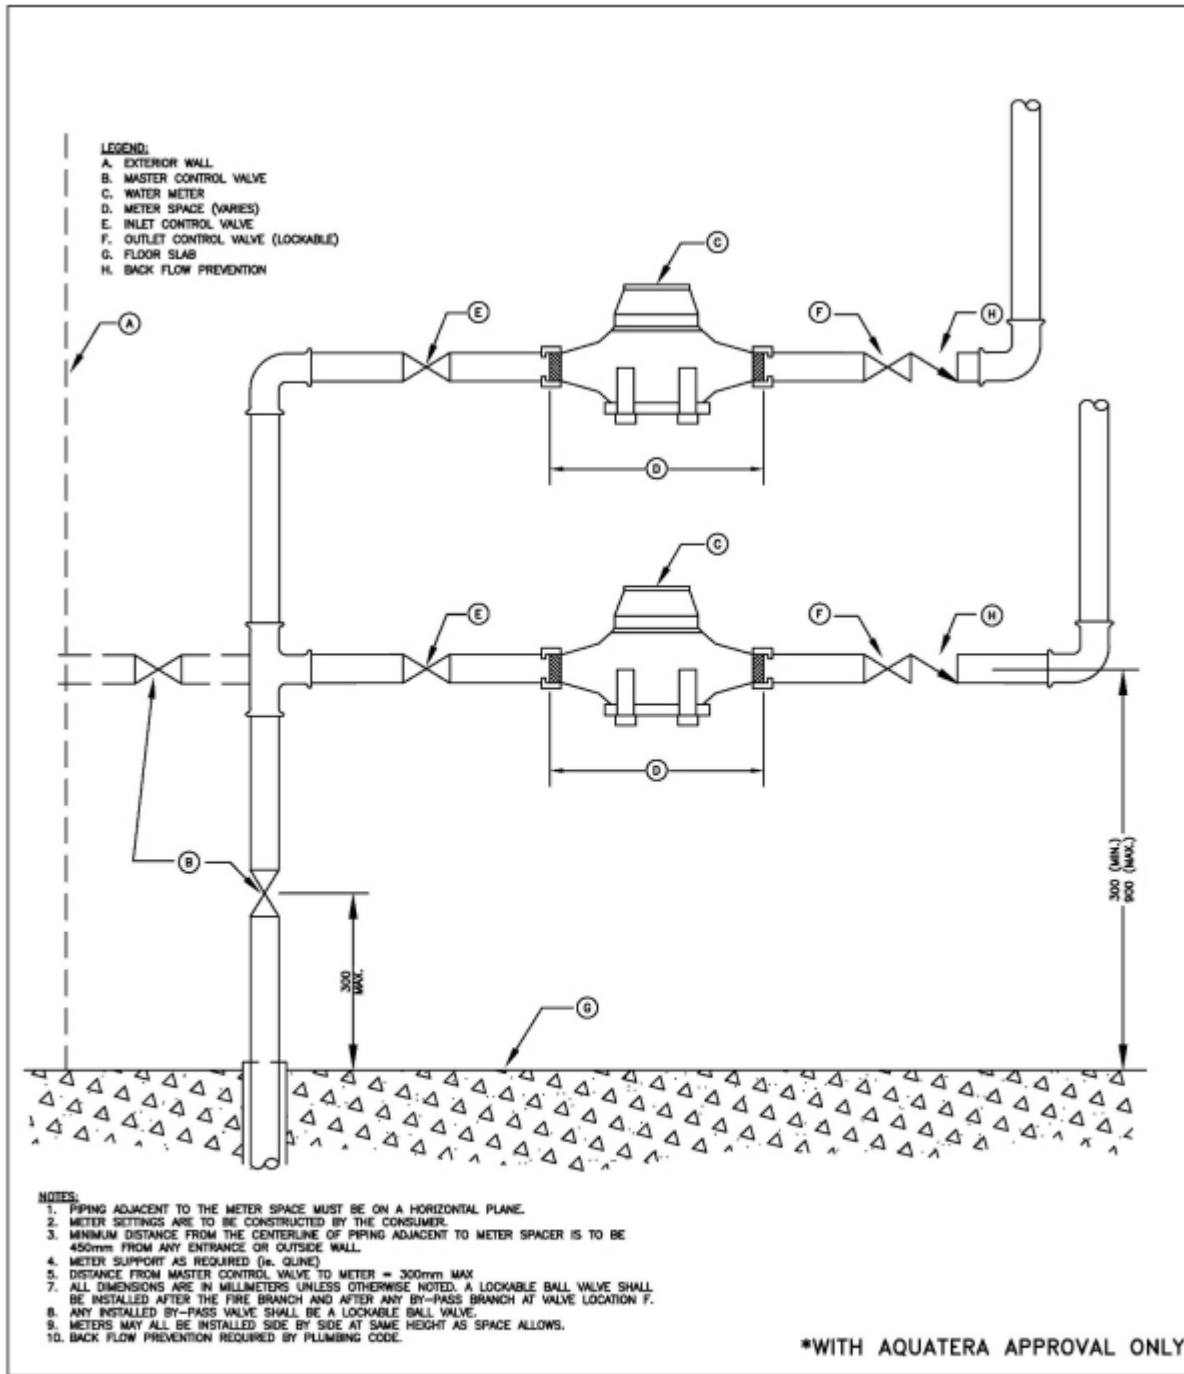 LEGEND:
A. EXTERIOR WALL
B. MASTER CONTROL VALVE
C. WATER METER
D. METER SPACE (VARIES)
E. INLET CONTROL VALVE
F. OUTLET CONTROL VALVE (LOCKABLE)
G. FLOOR SLAB
H. BACK FLOW PREVENTION
C
A
E
F
H
D
C
E
F
H
D
B
300 (MIN.)
900 (MAX.)
300
MAX.
G
NOTES:
1. PIPING ADJACENT TO THE METER SPACE MUST BE ON A HORIZONTAL PLANE.
2. METER SETTINGS ARE TO BE CONSTRUCTED BY THE CONSUMER.
3. MINIMUM DISTANCE FROM THE CENTERLINE OF PIPING ADJACENT TO METER SPACER IS TO BE
450mm FROM ANY ENTRANCE OR OUTSIDE WALL.
4. METER SUPPORT AS REQUIRED (ie. QLINE)
5. DISTANCE FROM MASTER CONTROL VALVE TO METER = 300mm MAX
7. ALL DIMENSIONS ARE IN MILLIMETERS UNLESS OTHERWISE NOTED. A LOCKABLE BALL VALVE SHALL
BE INSTALLED AFTER THE FIRE BRANCH AND AFTER ANY BY-PASS BRANCH AT VALVE LOCATION F.
8. ANY INSTALLED BY-PASS VALVE SHALL BE A LOCKABLE BALL VALVE.
9. METERS MAY ALL BE INSTALLED SIDE BY SIDE AT SAME HEIGHT AS SPACE ALLOWS.
10. BACK FLOW PREVENTION REQUIRED BY PLUMBING CODE.
*WITH AQUATERA APPROVAL ONLY